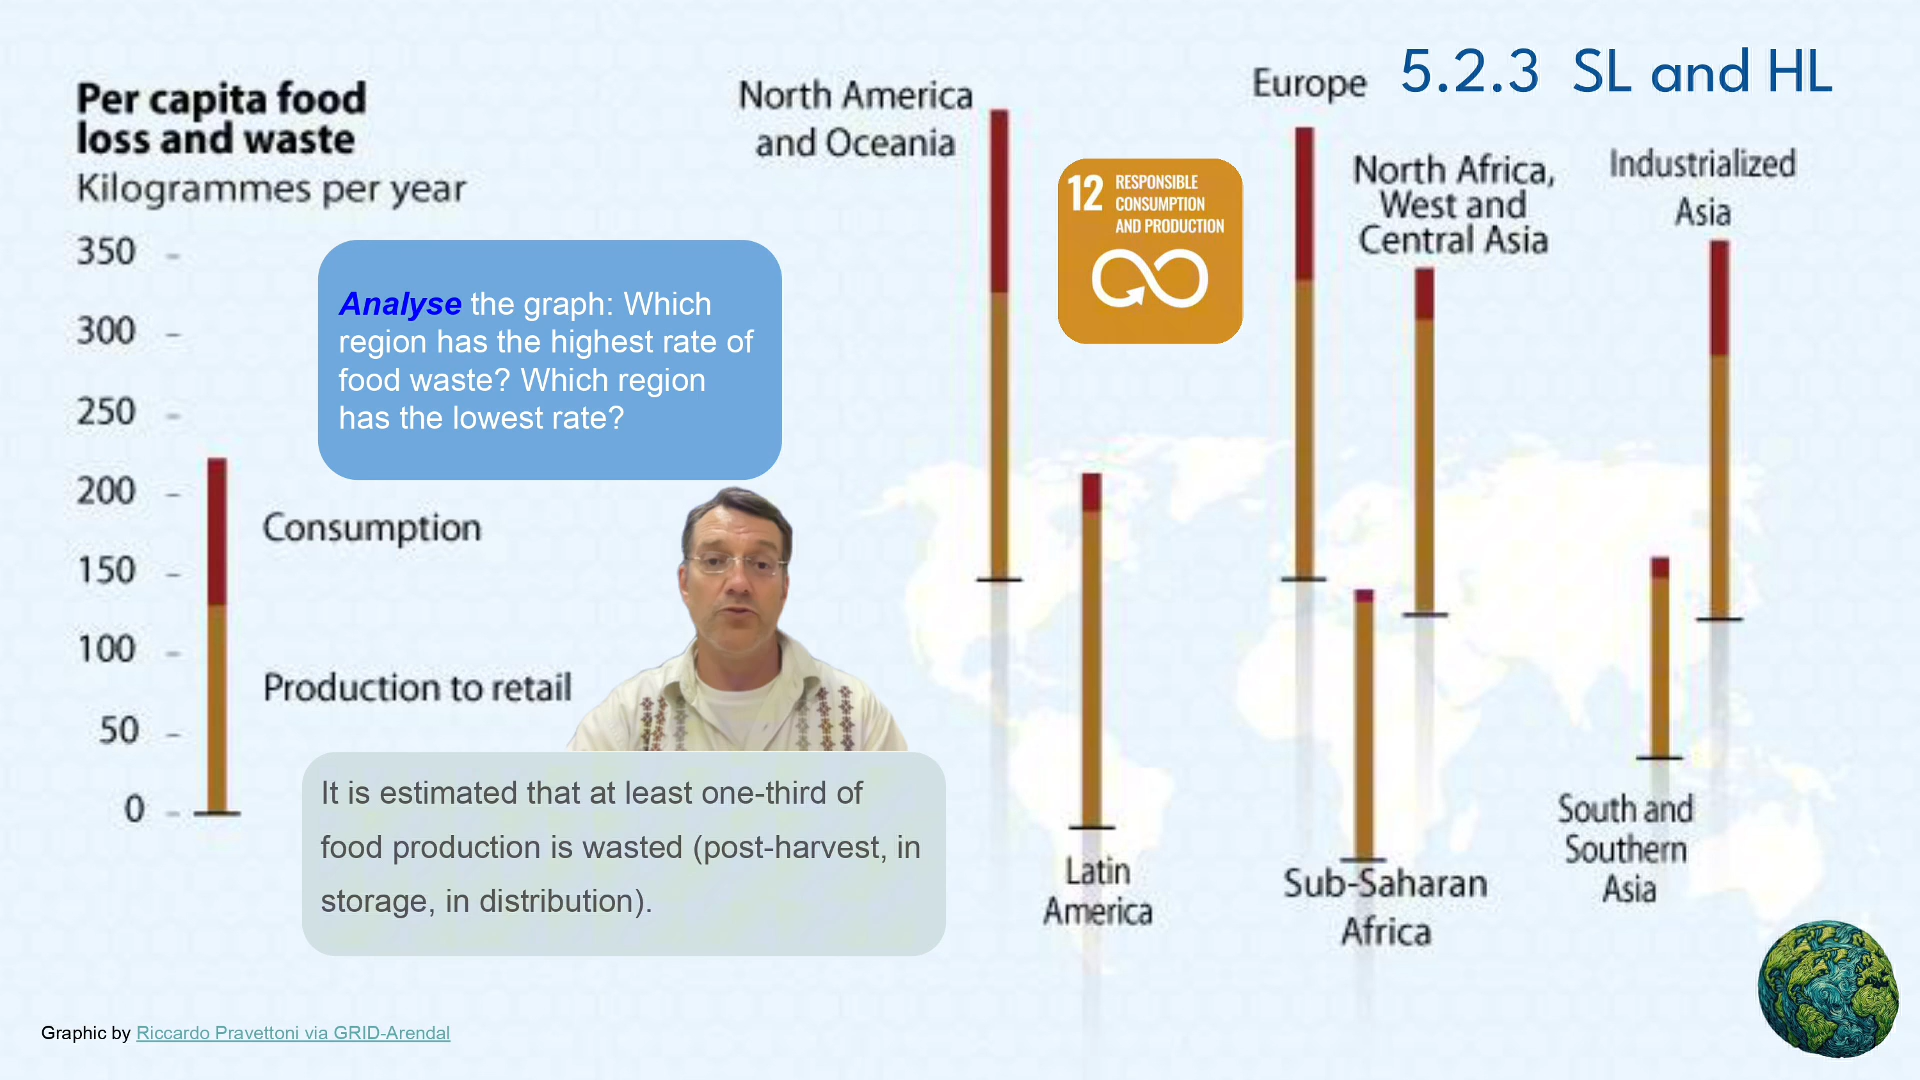 5.2.3 SL and HL
Per capita food
loss and waste
Kilogrammes per year
350
300
250
200
150
100
50
0
Consumption
Production to retail
Analyse the graph: Which
region has the highest rate of
food waste? Which region
has the lowest rate?
It is estimated that at least one-third of
food production is wasted (post-harvest, in
storage, in distribution).
North America
and Oceania
12 RESPONSIBLE
CONSUMPTION
AND PRODUCTION
Europe
North Africa,
West and
Central Asia
Industrialized
Asia
Latin
America
Sub-Saharan
Africa
South and
Southern
Asia
Graphic by Riccardo Pravettoni via GRID-Arendal